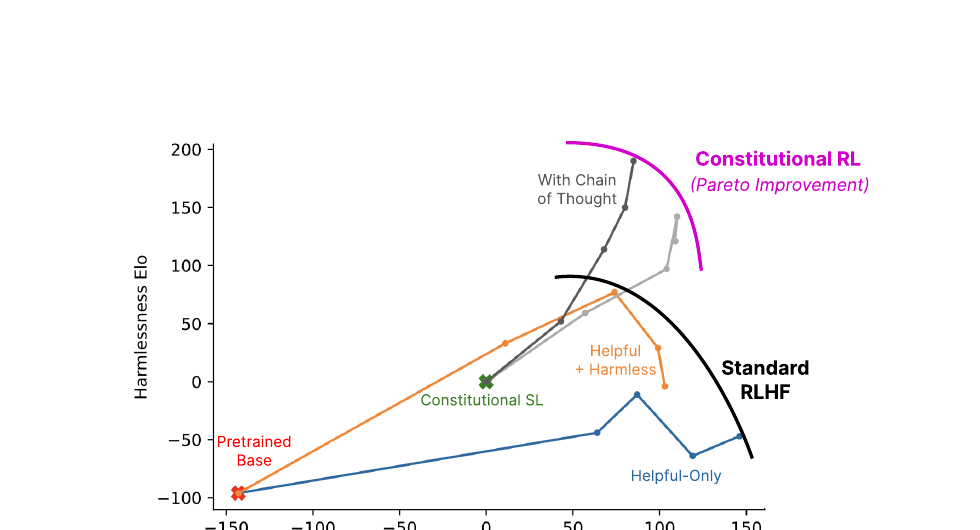 200
150
100
50
0
−50
−100
Harmlessness Elo
Constitutional RL
(Pareto Improvement)
With Chain
of Thought
Helpful
+ Harmless
Standard
RLHF
Constitutional SL
Pretrained
Base
Helpful-Only
−150 −100 −50 0 50 100 150